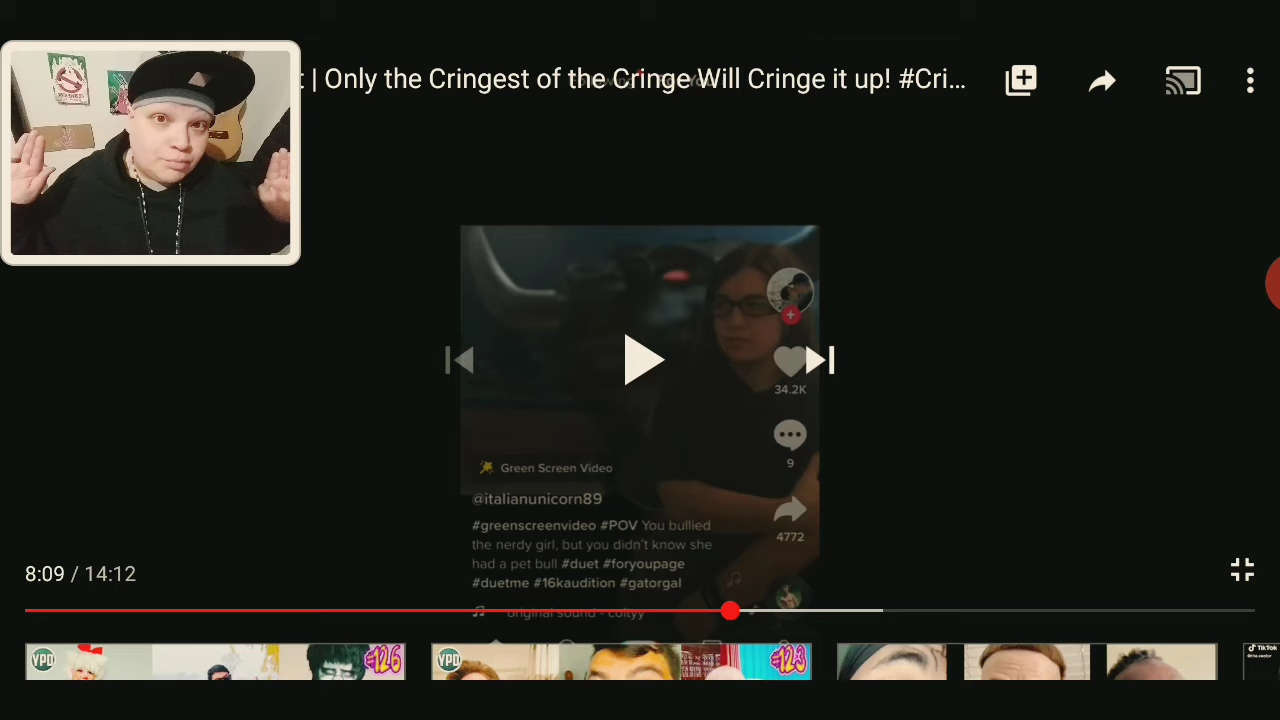 t | Only the Cringest of the Cringe Will Cringe it up! #Cri...
34.2K
9
Green Screen Video
@italianunicorn89
#greenscreenvideo #POV You bullied
the nerdy girl, but you didn't know she
had a pet bull #duet #foryoupage
#duetme #16kaudition #gatorgal
4772
original sound - coltyy
8:09 / 14:12
YPD
#126
YPD
#123
TikTok